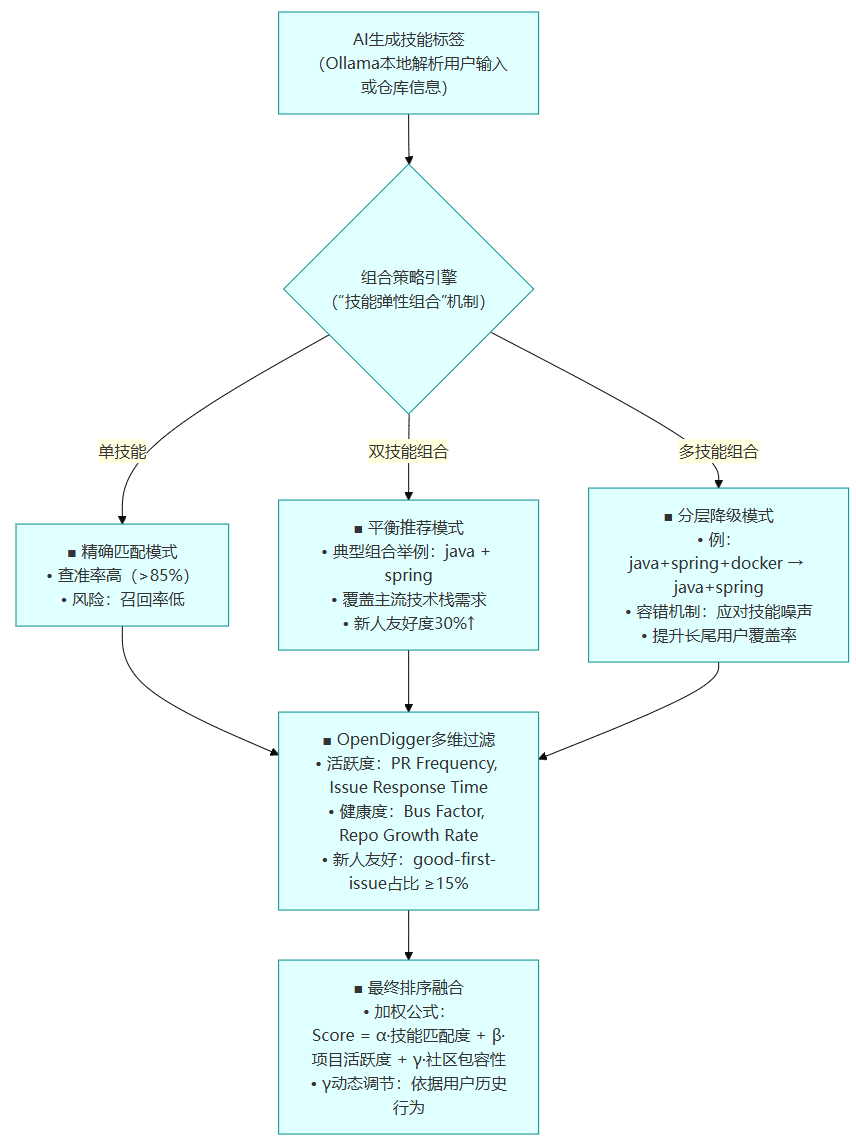 AI生成技能标签
（Ollama本地解析用户输入
或仓库信息）
组合策略引擎
（“技能弹性组合”机制）
单技能
双技能组合
多技能组合
■ 精确匹配模式
• 查准率高（>85%）
• 风险：召回率低
■ 平衡推荐模式
• 典型组合举例：java +
spring
• 覆盖主流技术栈需求
• 新人友好度30%↑
■ 分层降级模式
• 例：
java+spring+docker →
java+spring
• 容错机制：应对技能噪声
• 提升长尾用户覆盖率
■ OpenDigger多维过滤
• 活跃度：PR Frequency,
Issue Response Time
• 健康度：Bus Factor,
Repo Growth Rate
• 新人友好：good-first-
issue占比 ≥15%
■ 最终排序融合
• 加权公式：
Score = α·技能匹配度 + β·
项目活跃度 + γ·社区包容性
• γ动态调节：依据用户历史
行为